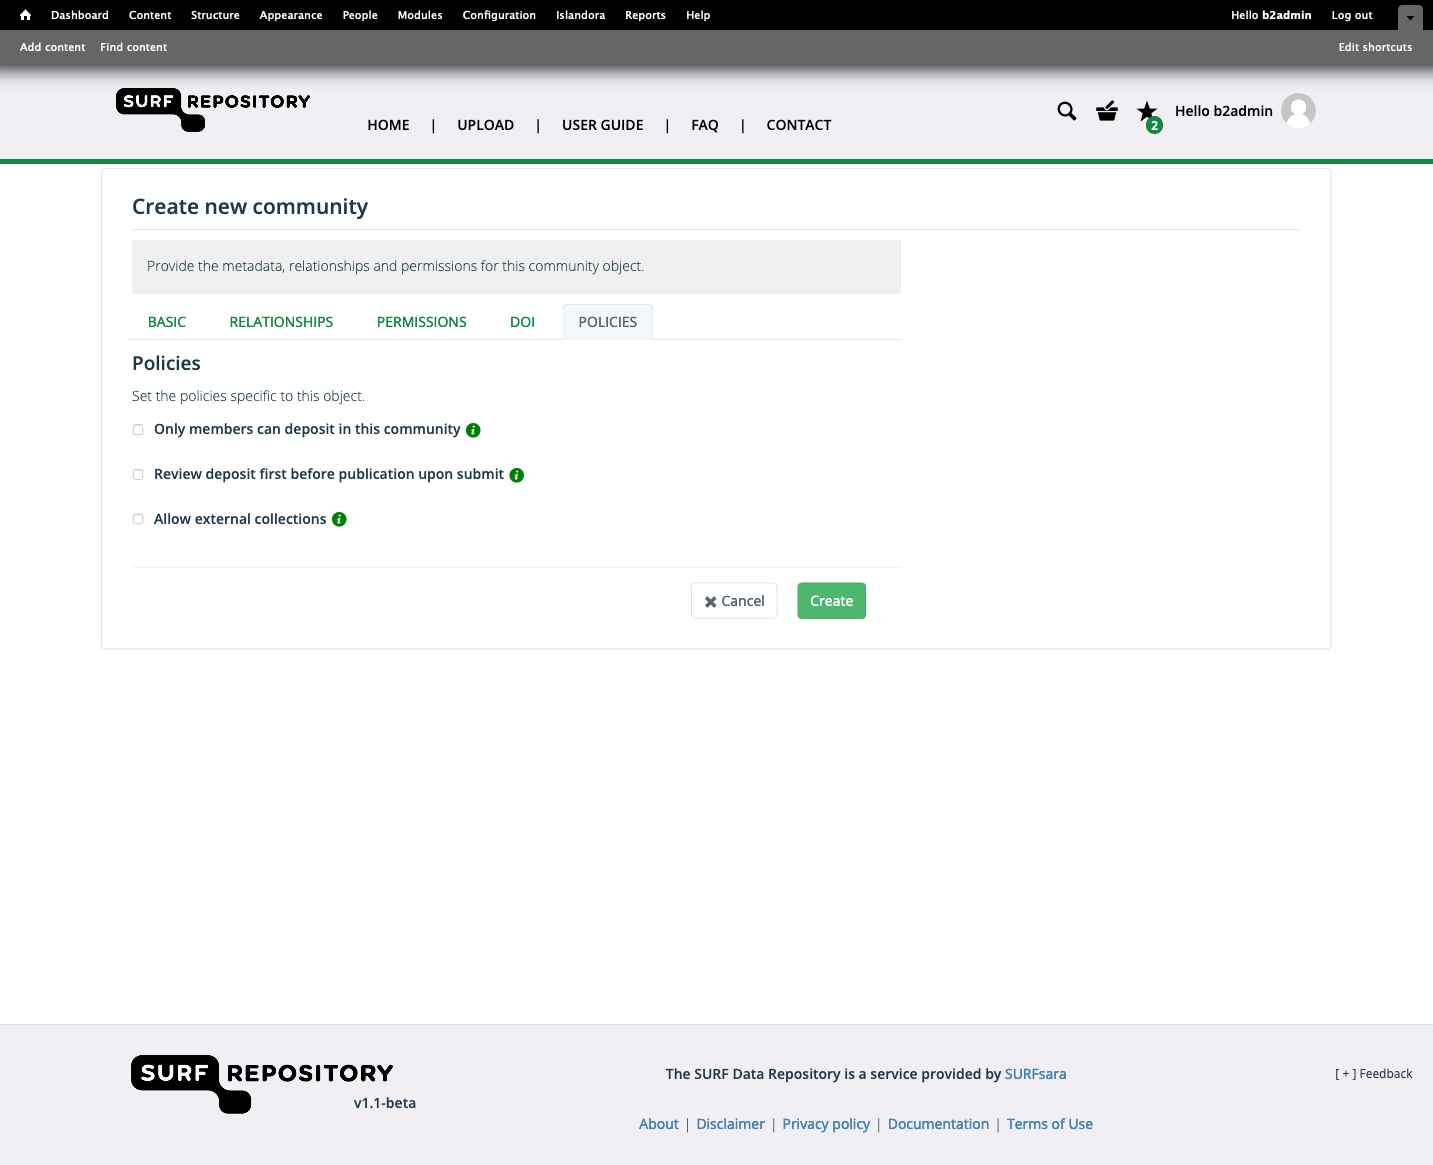 Dashboard Content Structure Appearance People Modules Configuration Islandora Reports Help Hello b2admin Log out
Add content Find content Edit shortcuts
SURF REPOSITORY
HOME | UPLOAD | USER GUIDE | FAQ | CONTACT
2
Hello b2admin
Create new community
Provide the metadata, relationships and permissions for this community object.
BASIC RELATIONSHIPS PERMISSIONS DOI POLICIES
Policies
Set the policies specific to this object.
Only members can deposit in this community i
Review deposit first before publication upon submit i
Allow external collections i
Cancel Create
SURF REPOSITORY
v1.1-beta
The SURF Data Repository is a service provided by SURFsara
[ + ] Feedback
About | Disclaimer | Privacy policy | Documentation | Terms of Use